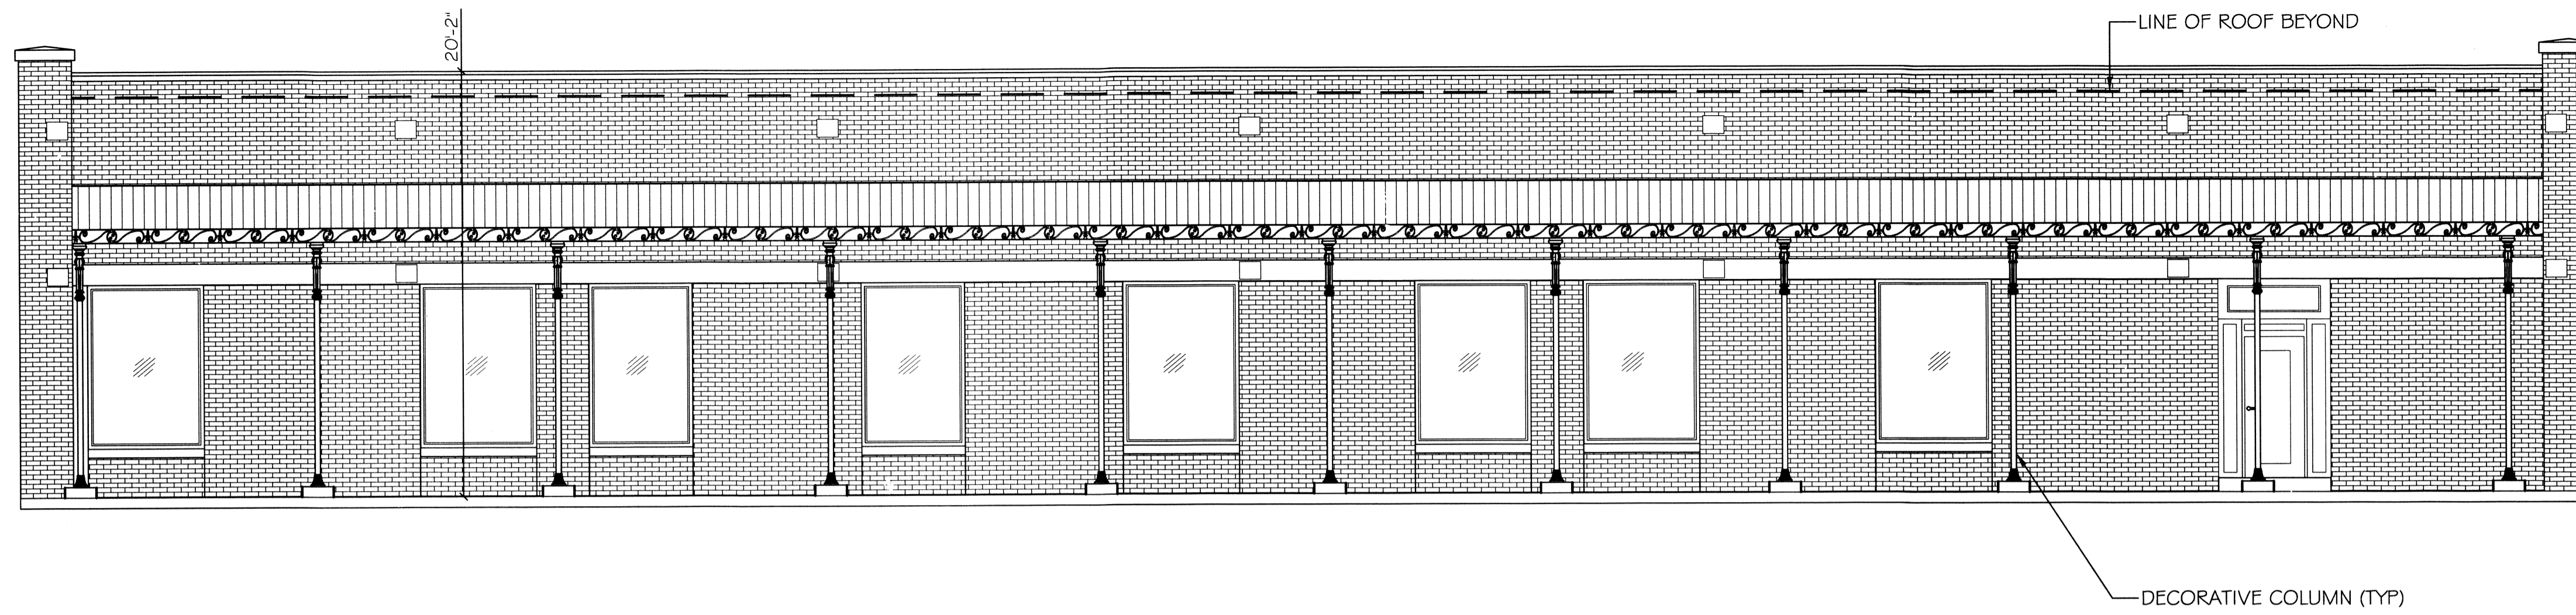 20'-2"
LINE OF ROOF BEYOND
DECORATIVE COLUMN (TYP)